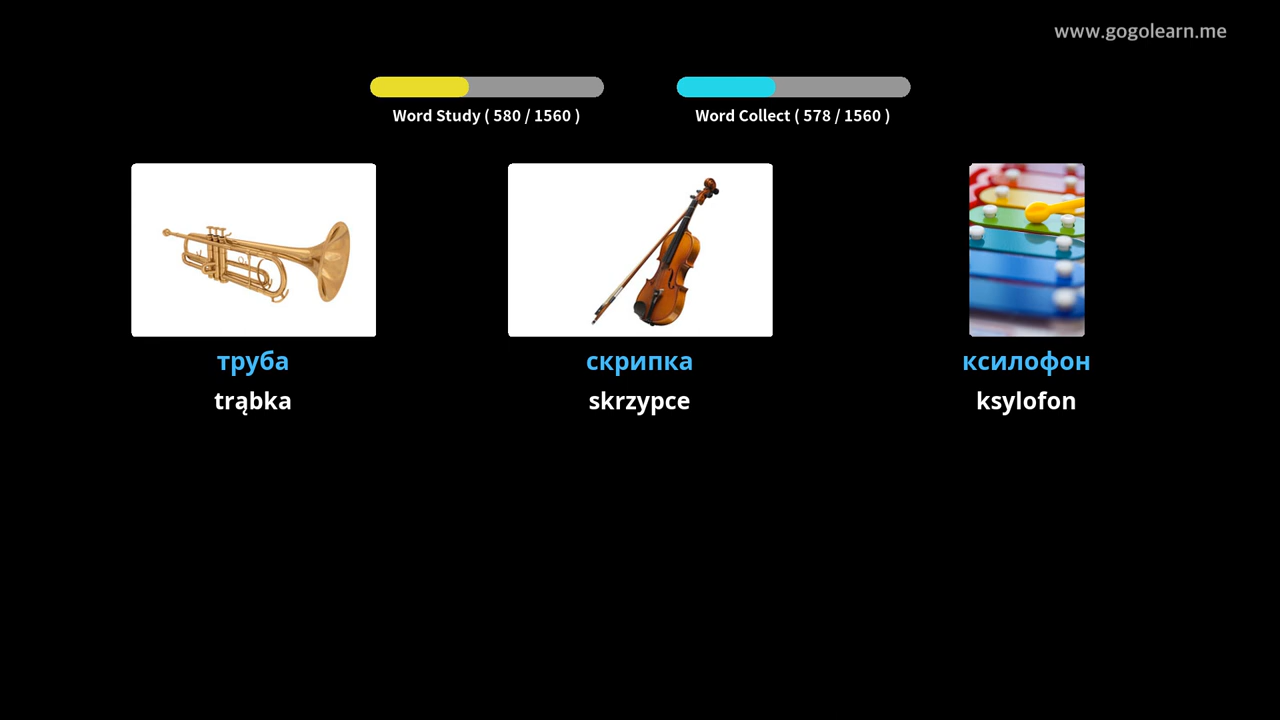 www.gogolearn.me
Word Study ( 580 / 1560 )
Word Collect ( 578 / 1560 )
труба
скрипка
ксилофон
trąbka
skrzypce
ksylofon